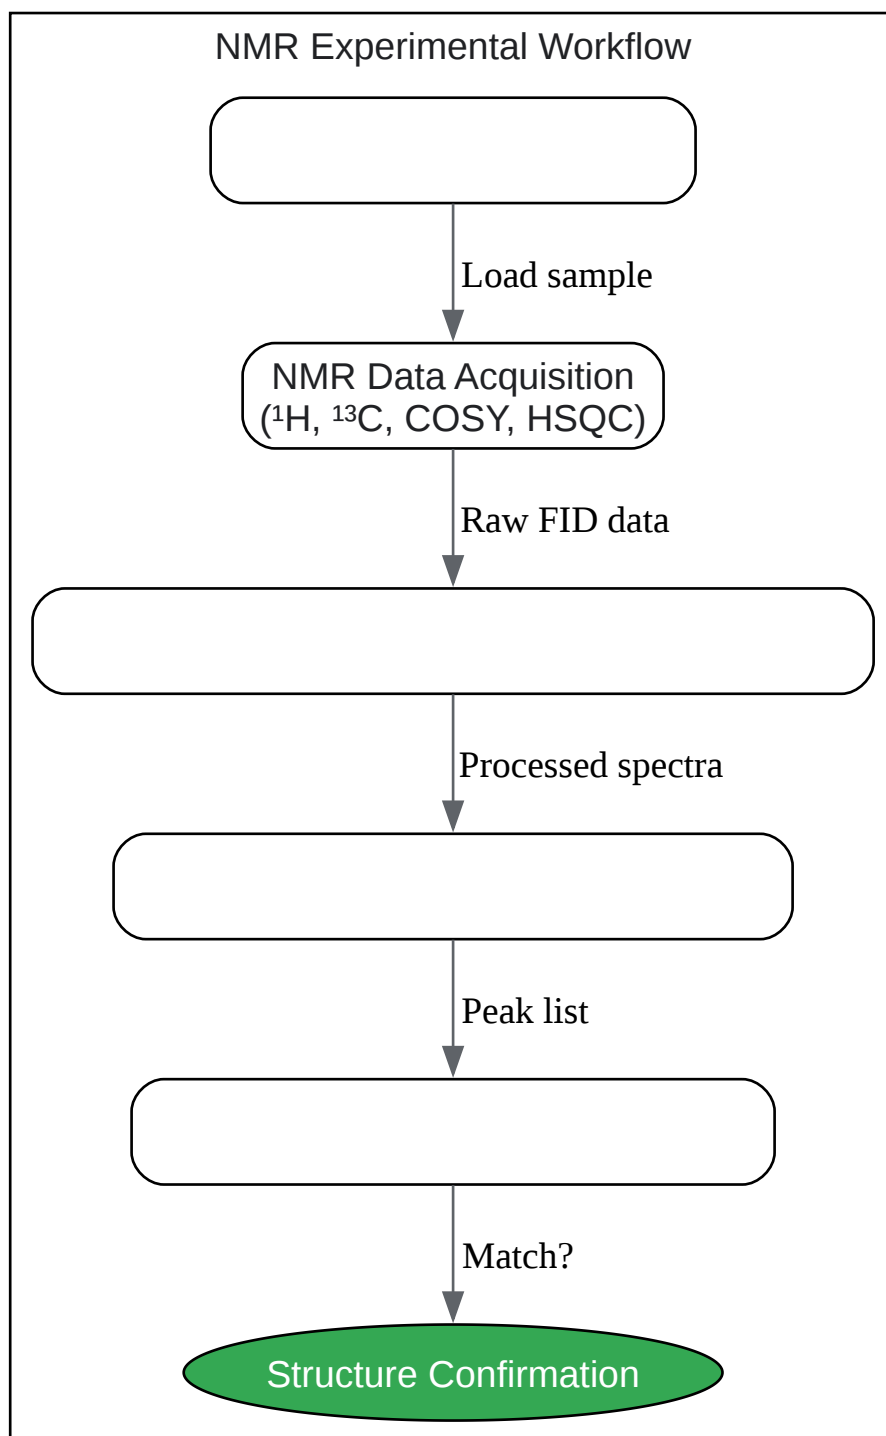 NMR Experimental Workflow
Load sample
NMR Data Acquisition
(¹H, ¹³C, COSY, HSQC)
Raw FID data
Processed spectra
Peak list
Match?
Structure Confirmation